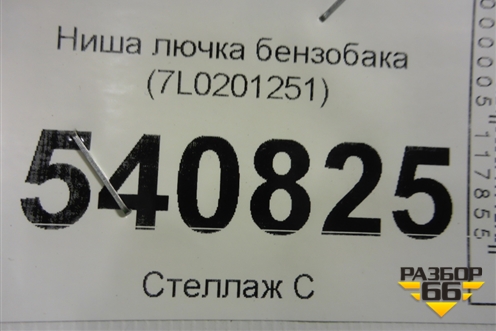 Ниша лючка бензобака
(7L0201251)
540825
Стеллаж С
РАЗБОР
66